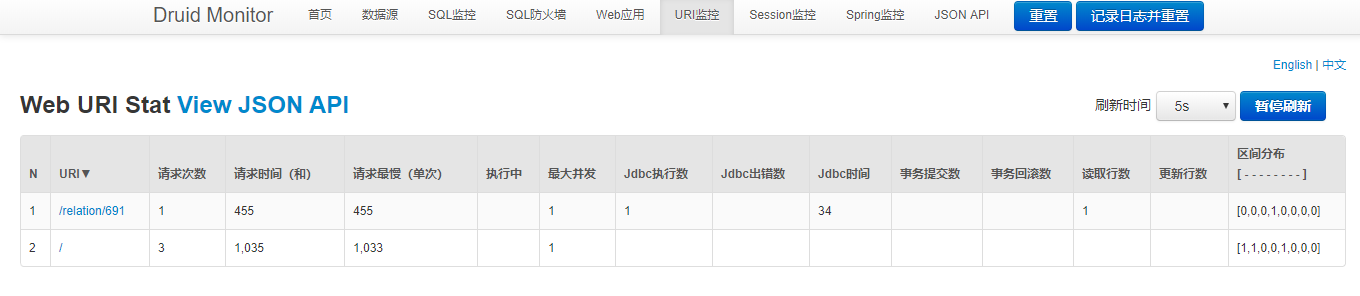 Druid Monitor 首页 数据源 SQL监控 SQL防火墙 Web应用 URI监控 Session监控 Spring监控 JSON API 重置 记录日志并重置
English | 中文
Web URI Stat View JSON API 刷新时间 5s ▼ 暂停刷新
N URI▼ 请求次数 请求时间（和） 请求最慢（单次） 执行中 最大并发 Jdbc执行数 Jdbc出错数 Jdbc时间 事务提交数 事务回滚数 读取行数 更新行数 区间分布
[ - - - - - - - - ]
1 /relation/691 1 455 455 1 1 34 1 [0,0,0,1,0,0,0,0]
2 / 3 1,035 1,033 1 [1,1,0,0,1,0,0,0]